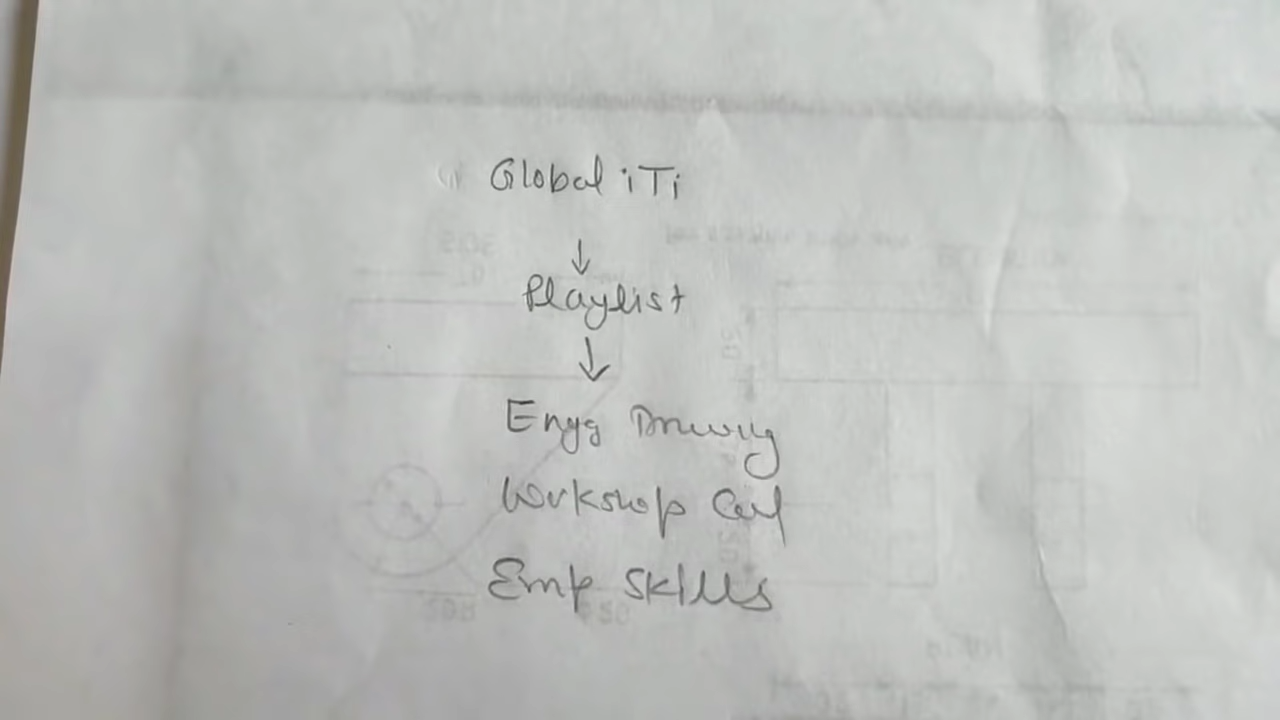 Global iTi
↓
Playlist
↓
Engg Drawing
Workshop Cal
Emp Skills